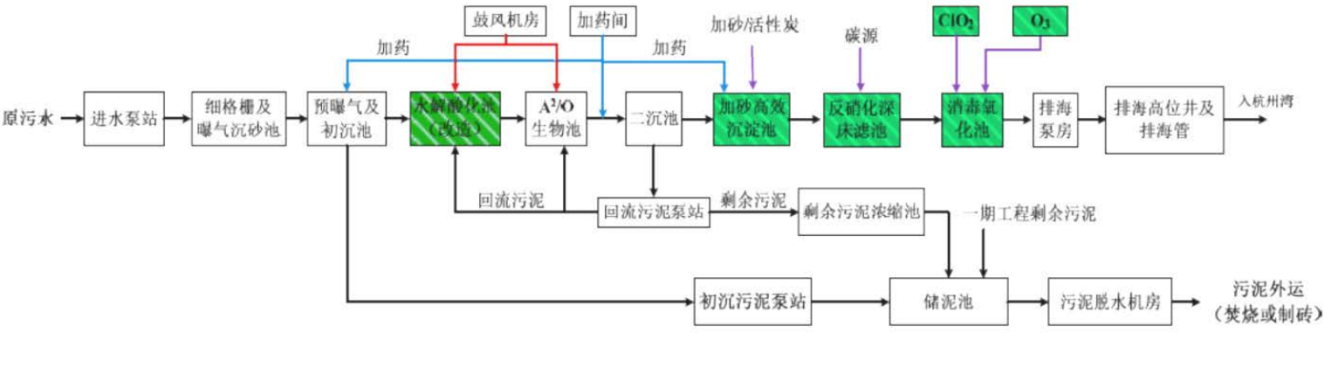 鼓风机房
加药间
加砂/活性炭
碳源
ClO₂
O₃
加药
加药
原污水
进水泵站
细格栅及
曝气沉砂池
预曝气及
初沉池
水解酸化池
（改造）
A²/O
生物池
二沉池
加砂高效
沉淀池
反硝化深
床滤池
消毒氧
化池
排海
泵房
排海高位井及
排海管
入杭州湾
回流污泥
回流污泥泵站
剩余污泥
剩余污泥浓缩池
一期工程剩余污泥
初沉污泥泵站
储泥池
污泥脱水机房
污泥外运
（焚烧或制砖）